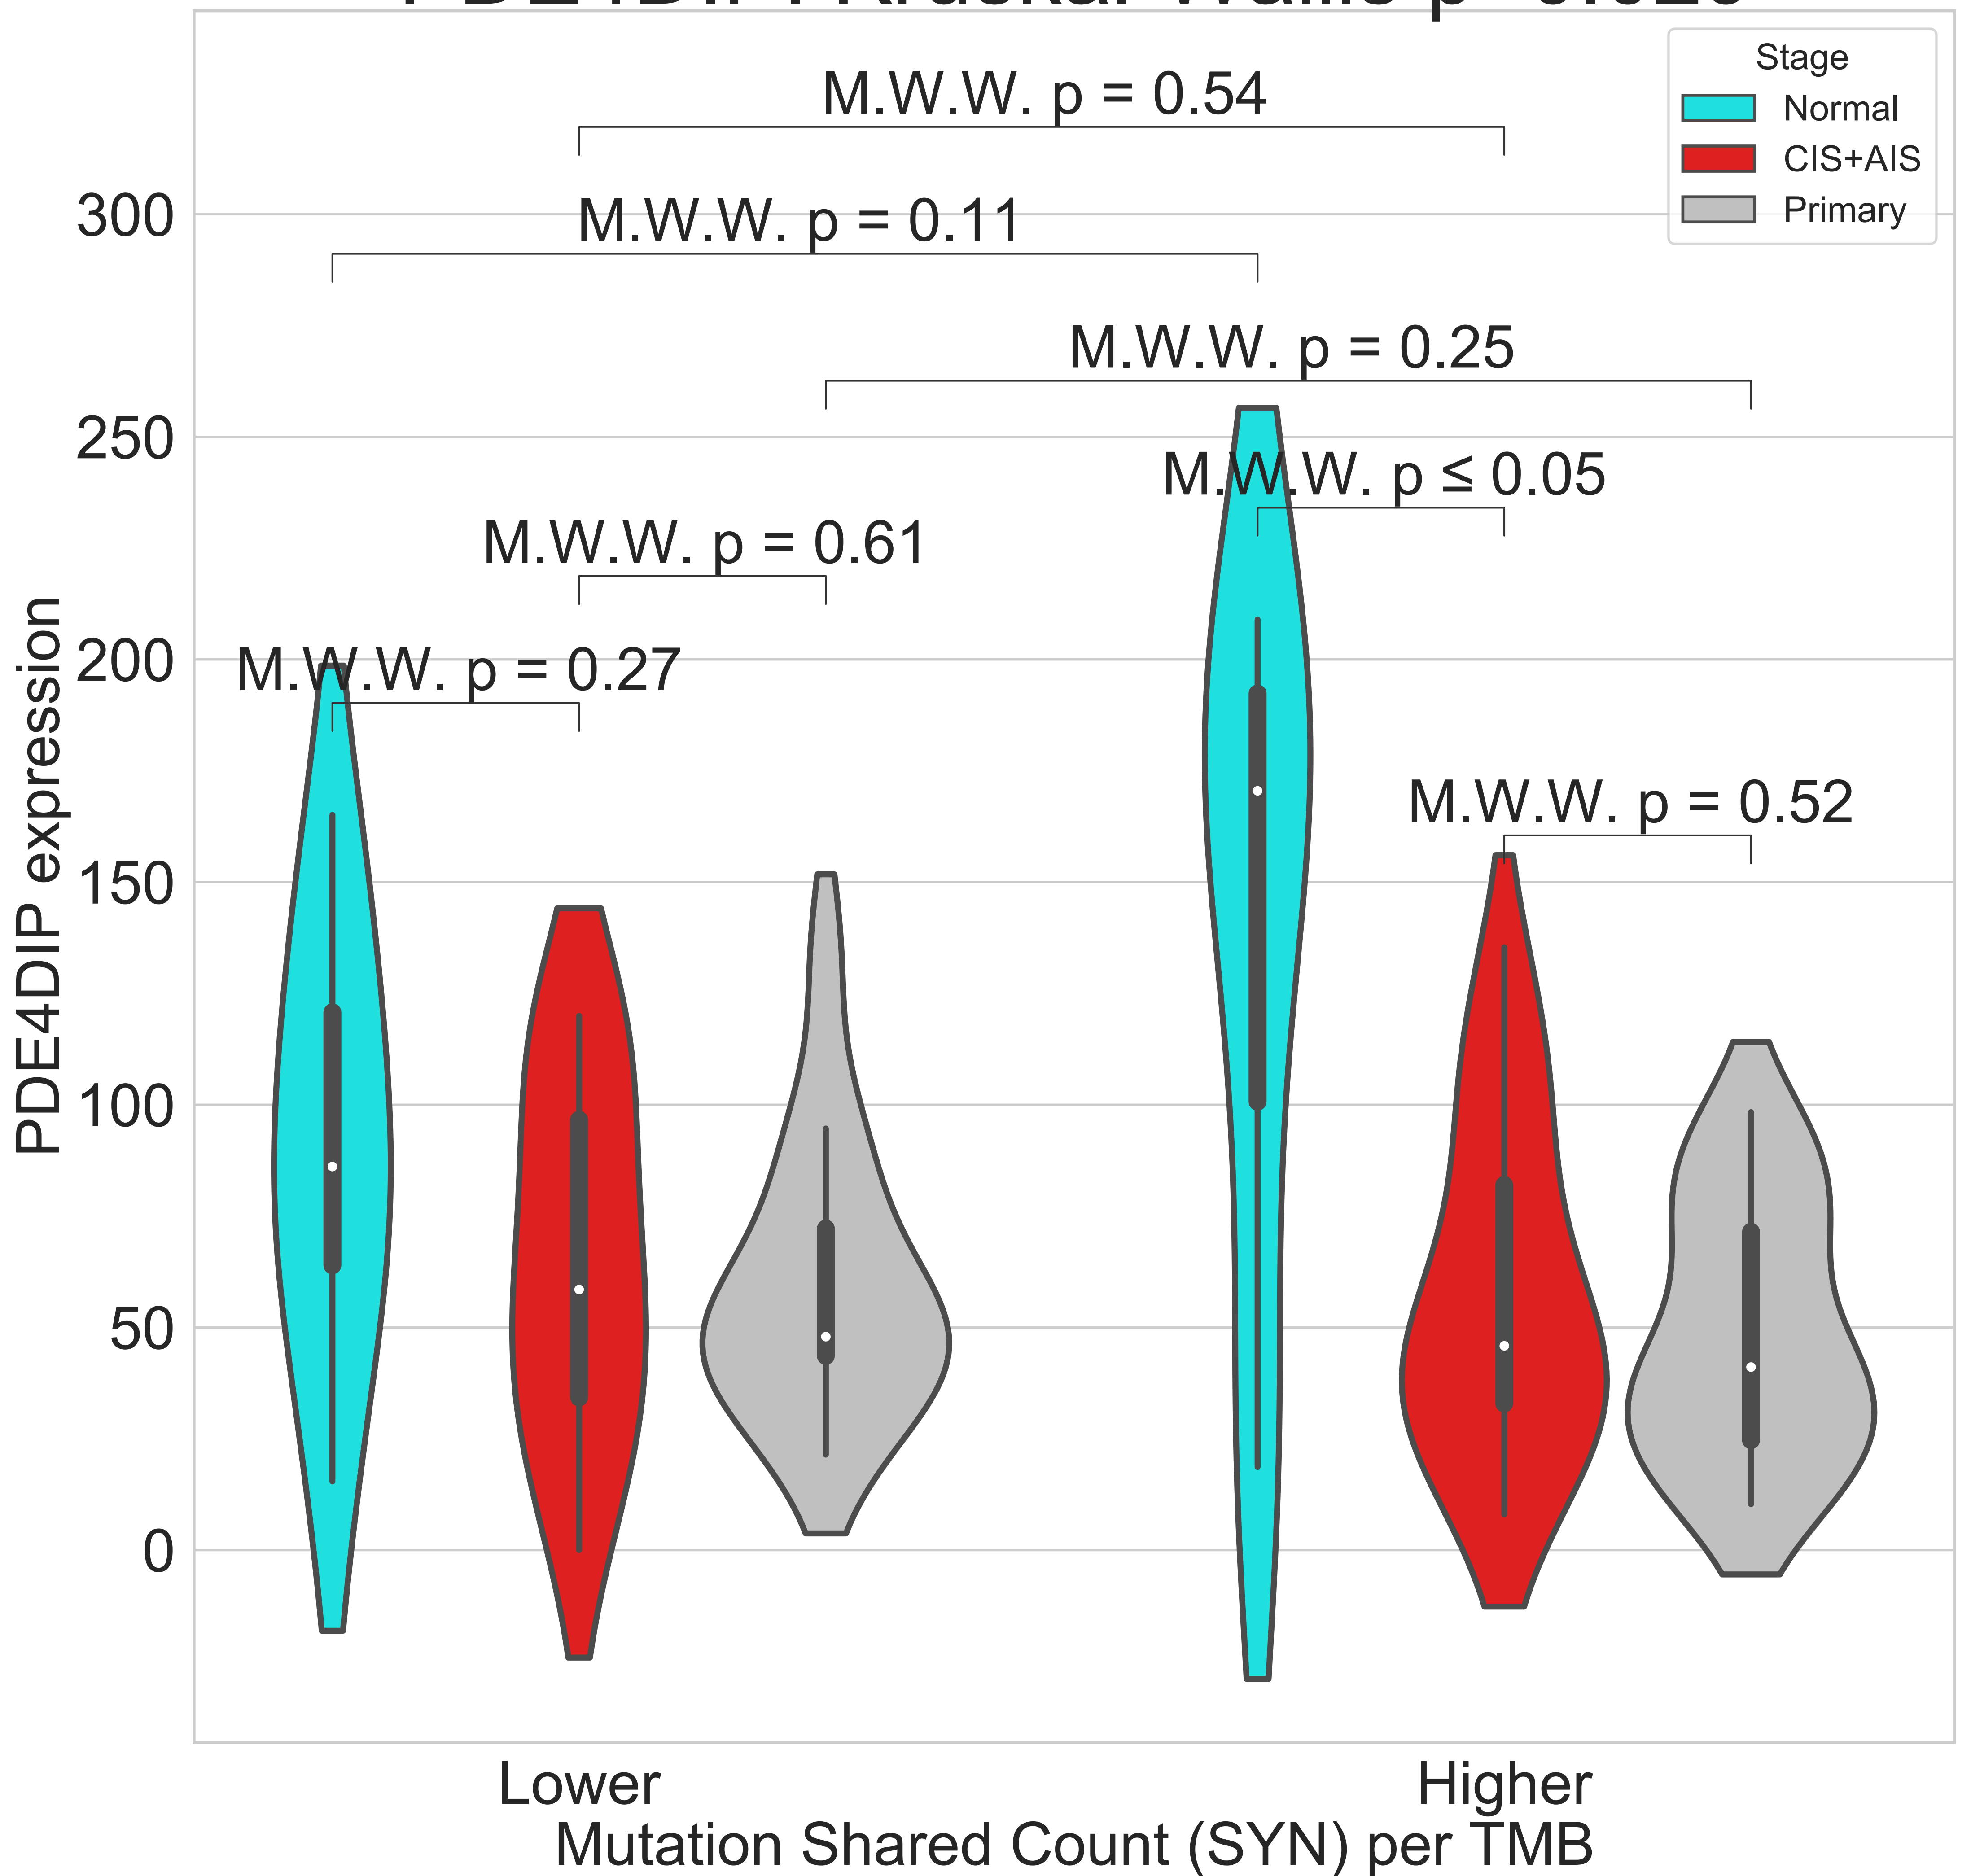 Stage
Normal
CIS+AIS
Primary
M.W.W. p = 0.54
M.W.W. p = 0.11
M.W.W. p = 0.25
M.W.W. p ≤ 0.05
M.W.W. p = 0.61
M.W.W. p = 0.27
M.W.W. p = 0.52
PDE4DIP expression
300
250
200
150
100
50
0
Lower
Higher
Mutation Shared Count (SYN) per TMB